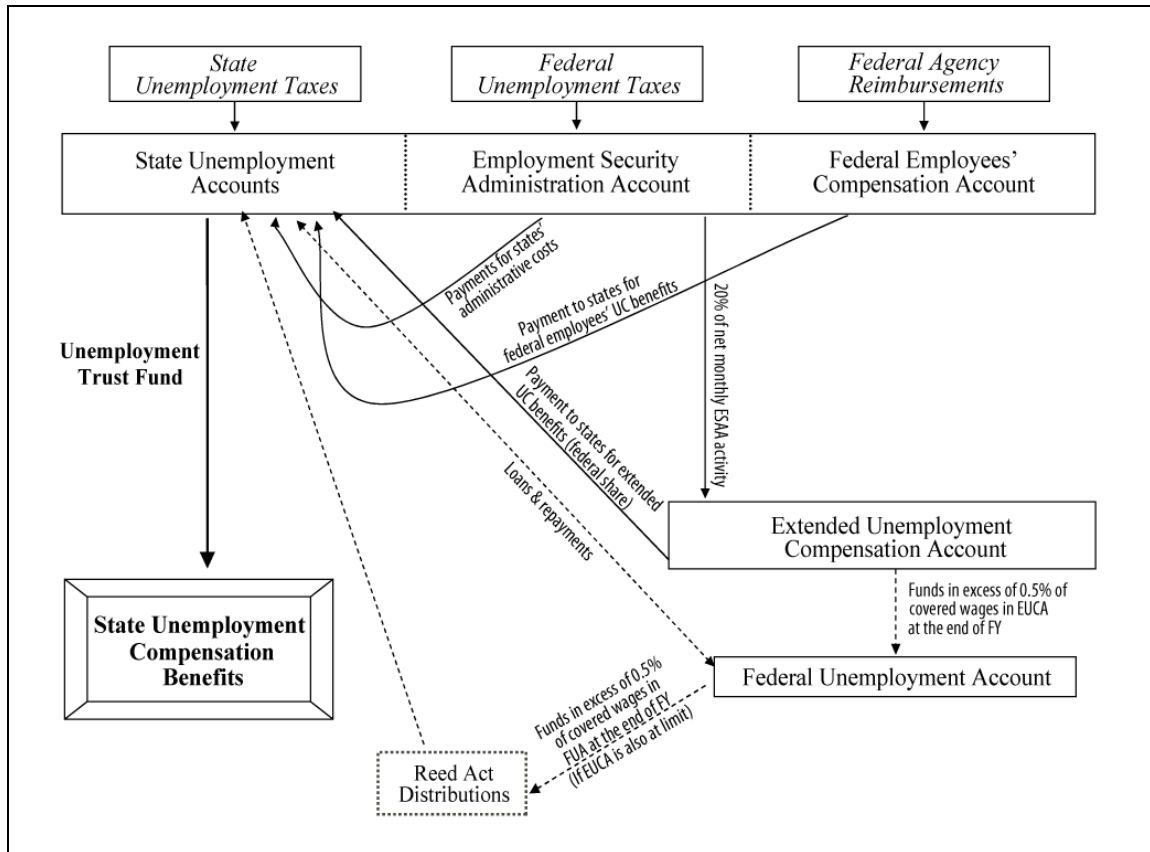 State
Unemployment Taxes
Federal
Unemployment Taxes
Federal Agency
Reimbursements
State Unemployment
Accounts
Employment Security
Administration Account
Federal Employees’
Compensation Account
Payments for states’
administrative costs
Payment to states for
federal employees’ UC benefits
20% of net monthly ESAA activity
Unemployment
Trust Fund
Payment to states for extended
UC benefits (federal share)
Loans & repayments
Extended Unemployment
Compensation Account
Funds in excess of 0.5% of
covered wages in EUCA
at the end of FY
State Unemployment
Compensation
Benefits
Federal Unemployment Account
Funds in excess of 0.5%
of covered wages in
FUA at the end of FY
(If EUCA is also at limit)
Reed Act
Distributions